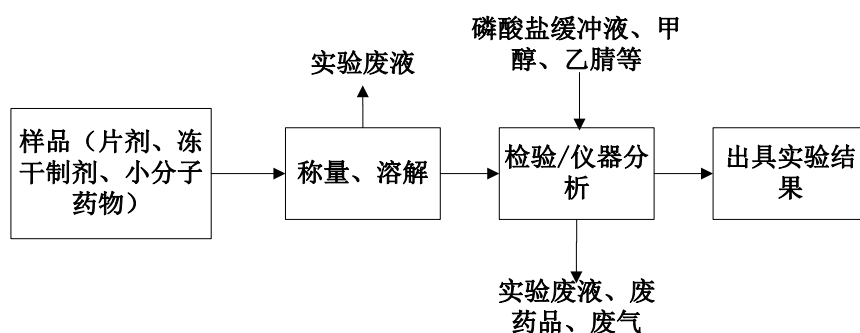 磷酸盐缓冲液、甲
醇、乙腈等
实验废液
样品（片剂、冻
干制剂、小分子
药物）
称量、溶解
检验/仪器分
析
出具实验结
果
实验废液、废
药品、废气